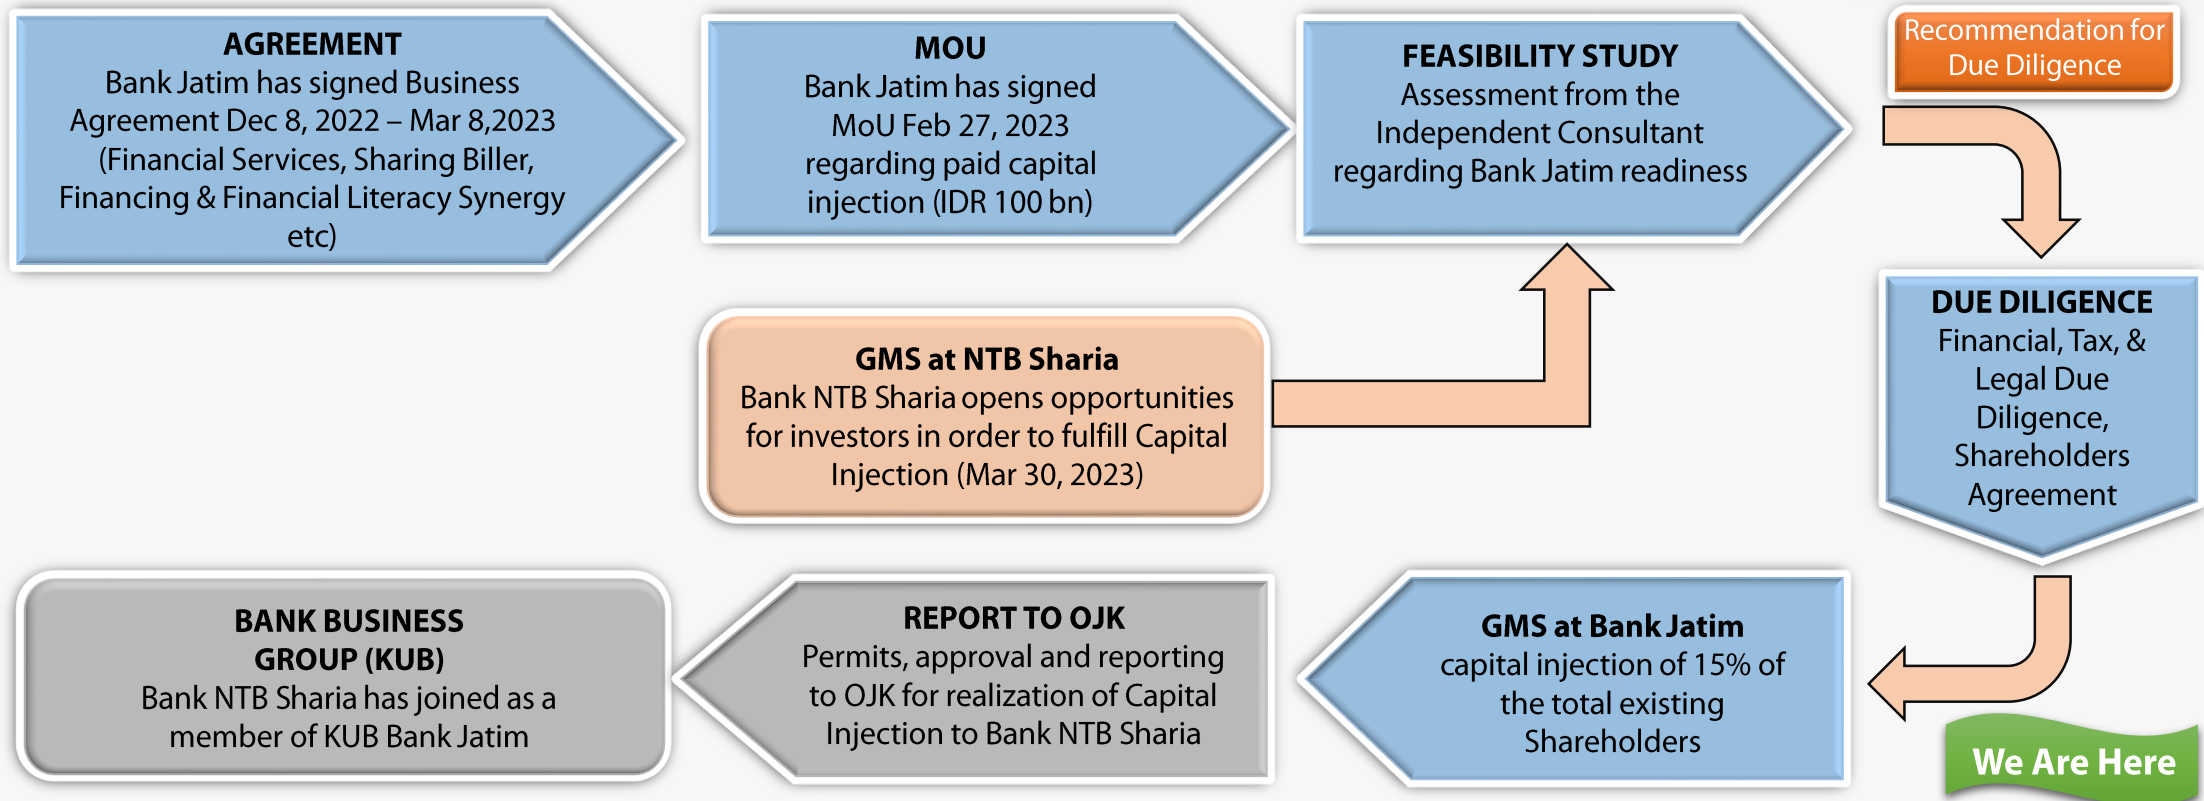 AGREEMENT
Bank Jatim has signed Business
Agreement Dec 8, 2022 – Mar 8,2023
(Financial Services, Sharing Biller,
Financing & Financial Literacy Synergy
etc)
MOU
Bank Jatim has signed
MoU Feb 27, 2023
regarding paid capital
injection (IDR 100 bn)
FEASIBILITY STUDY
Assessment from the
Independent Consultant
regarding Bank Jatim readiness
Recommendation for
Due Diligence
GMS at NTB Sharia
Bank NTB Sharia opens opportunities
for investors in order to fulfill Capital
Injection (Mar 30, 2023)
DUE DILIGENCE
Financial, Tax, &
Legal Due
Diligence,
Shareholders
Agreement
GMS at Bank Jatim
capital injection of 15% of
the total existing
Shareholders
We Are Here
REPORT TO OJK
Permits, approval and reporting
to OJK for realization of Capital
Injection to Bank NTB Sharia
BANK BUSINESS
GROUP (KUB)
Bank NTB Sharia has joined as a
member of KUB Bank Jatim